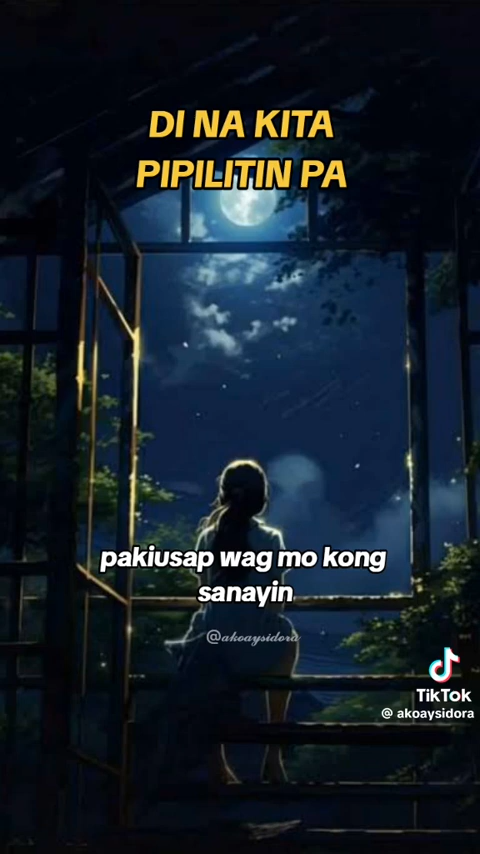 DI NA KITA
PIPILITIN PA
pakiusap wag mo kong
sanayin
@akoaysidora
TikTok
@ akoaysidora